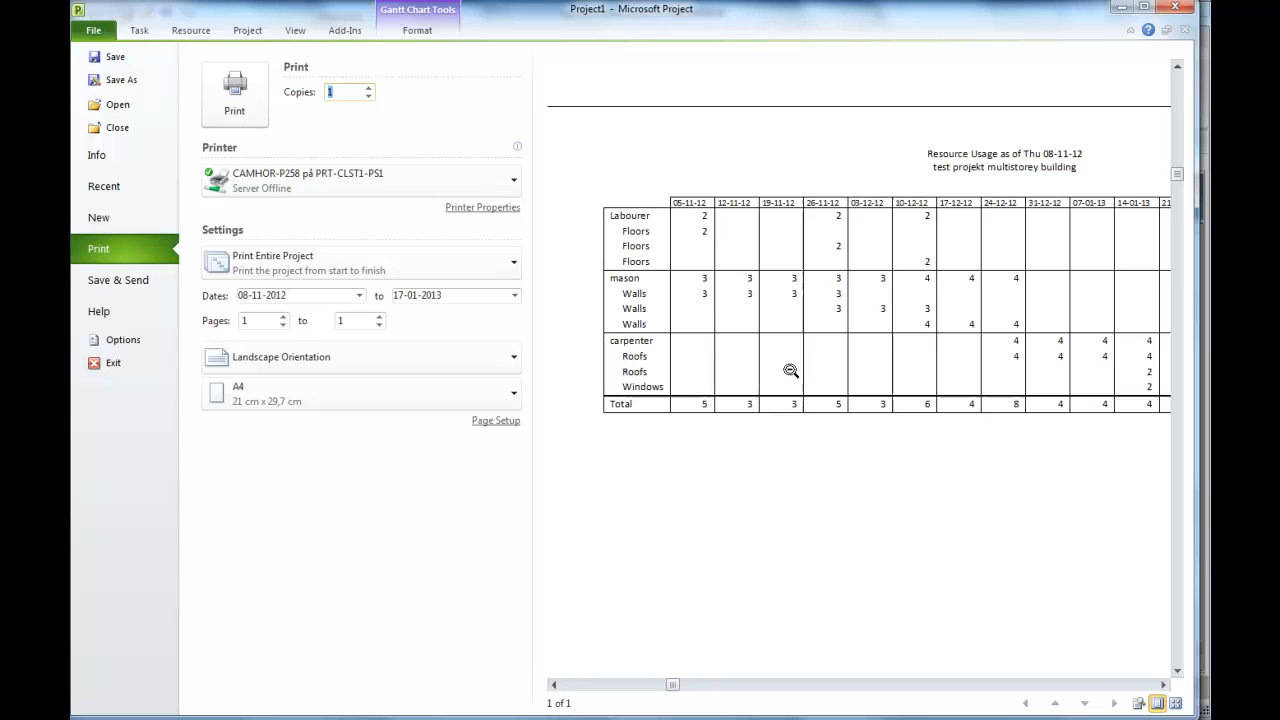 Gantt Chart Tools
Project1 - Microsoft Project
File Task Resource Project View Add-Ins Format
Save
Save As
Open
Close
Info
Recent
New
Print
Save & Send
Help
Options
Exit
Print
Print
Copies: 1
Printer
CAMHOR-P258 på PRT-CLST1-PS1
Server Offline
Printer Properties
Settings
Print Entire Project
Print the project from start to finish
Dates: 08-11-2012 to 17-01-2013
Pages: 1 to 1
Landscape Orientation
A4
21 cm x 29,7 cm
Page Setup
Resource Usage as of Thu 08-11-12
test projekt multistorey building
05-11-12 12-11-12 19-11-12 26-11-12 03-12-12 10-12-12 17-12-12 24-12-12 31-12-12 07-01-13 14-01-13 21
Labourer 2 2 2
Floors 2
Floors 2
Floors 2
mason 3 3 3 3 3 4 4 4
Walls 3 3 3 3
Walls 3 3 3
Walls 4 4 4
carpenter 4 4 4 4
Roofs 4 4 4 4
Roofs 2
Windows 2
Total 5 3 3 5 3 6 4 8 4 4 4
1 of 1